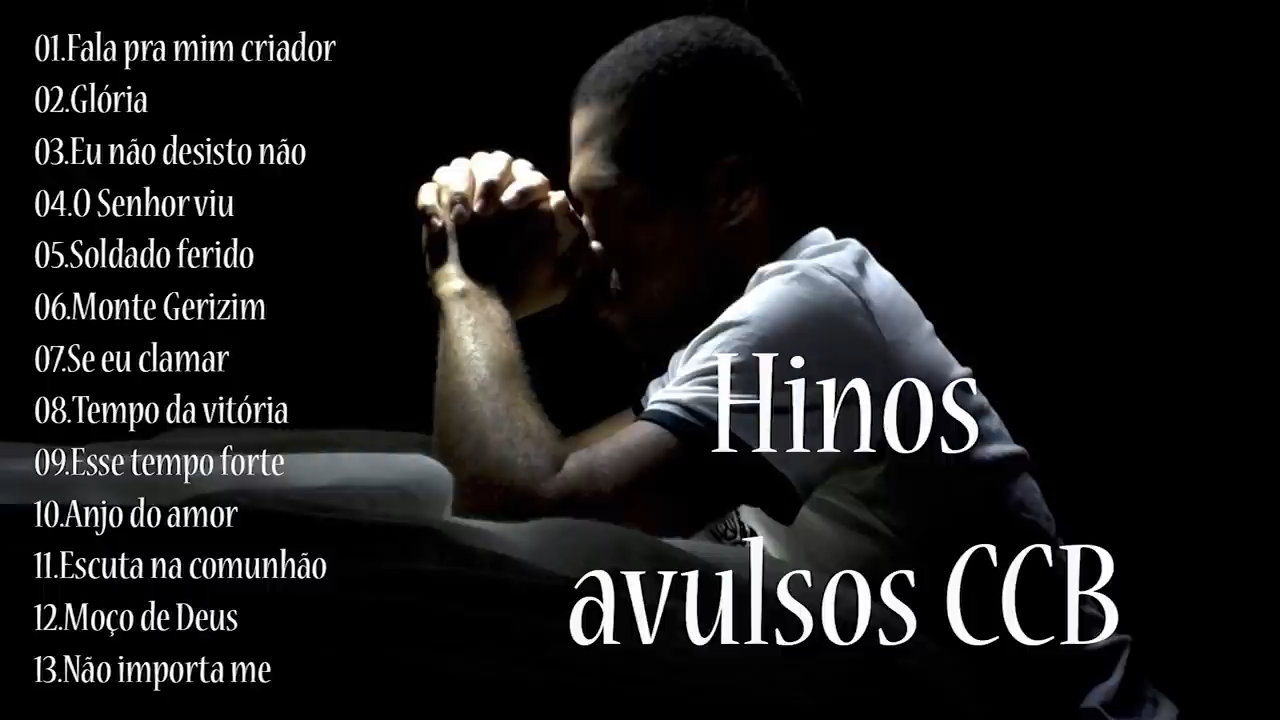 01.Fala pra mim criador
02.Glória
03.Eu não desisto não
04.O Senhor viu
05.Soldado ferido
06.Monte Gerizim
07.Se eu clamar
08.Tempo da vitória
09.Esse tempo forte
10.Anjo do amor
11.Escuta na comunhão
12.Moço de Deus
13.Não importa me
Hinos
avulsos CCB